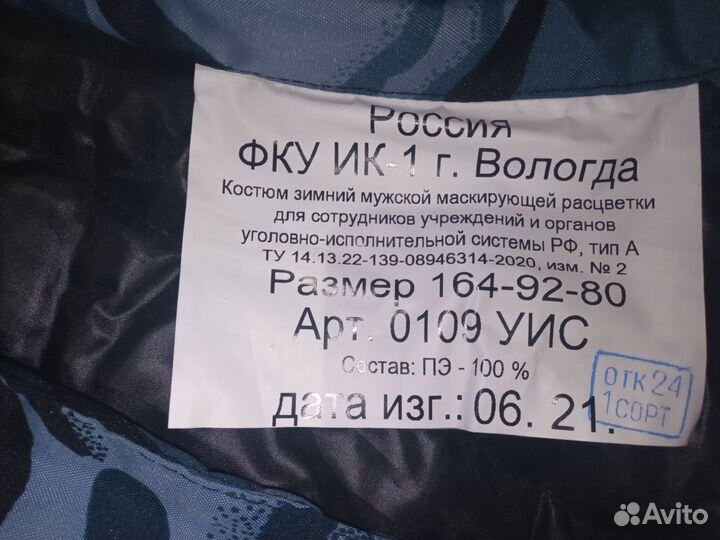 Россия
ФКУ ИК-1 г. Вологда
Костюм зимний мужской маскирующей расцветки
для сотрудников учреждений и органов
уголовно-исполнительной системы РФ, тип А
ТУ 14.13.22-139-08946314-2020, изм. № 2
Размер 164-92-80
Арт. 0109 УИС
Состав: ПЭ - 100 %
ОТК 24
1 СОРТ
дата изг.: 06. 21.
Avito